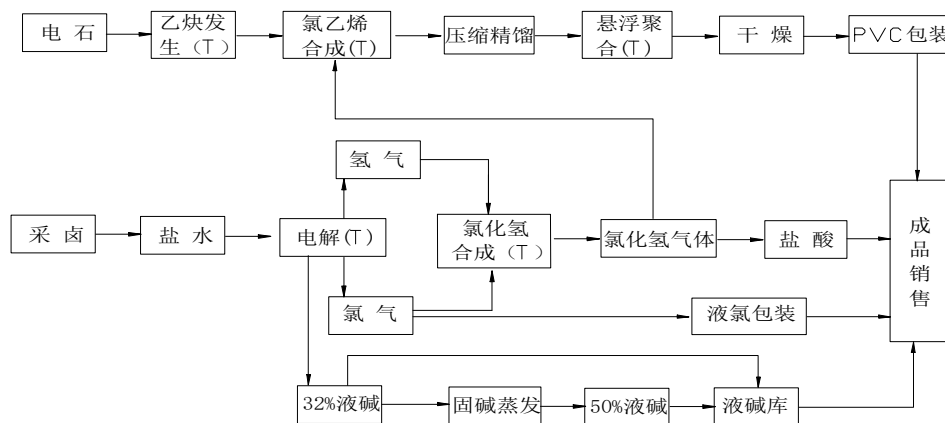 电 石
乙炔发
生（T）
氯乙烯
合成(T)
压缩精馏
悬浮聚
合(T)
干 燥
PVC包装
氢 气
采 卤
盐 水
电解(T)
氯化氢
合成（T）
氯化氢气体
盐 酸
成
品
销
售
氯 气
液氯包装
32%液碱
固碱蒸发
50%液碱
液碱库